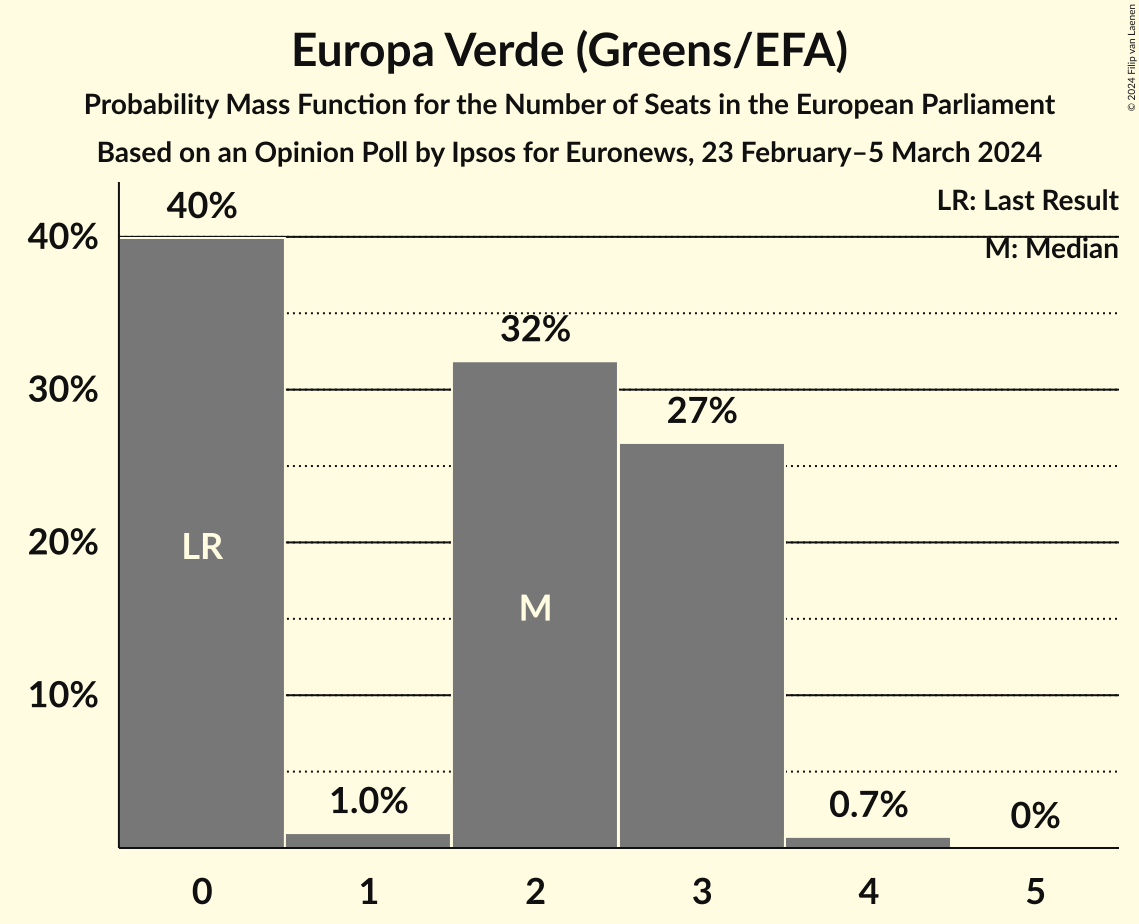 Europa Verde (Greens/EFA)
Probability Mass Function for the Number of Seats in the European Parliament
Based on an Opinion Poll by Ipsos for Euronews, 23 February–5 March 2024
© 2024 Filip van Laenen
LR: Last Result
M: Median
40%
30%
20%
10%
40%
1.0%
32%
27%
0.7%
0%
LR
M
0 1 2 3 4 5